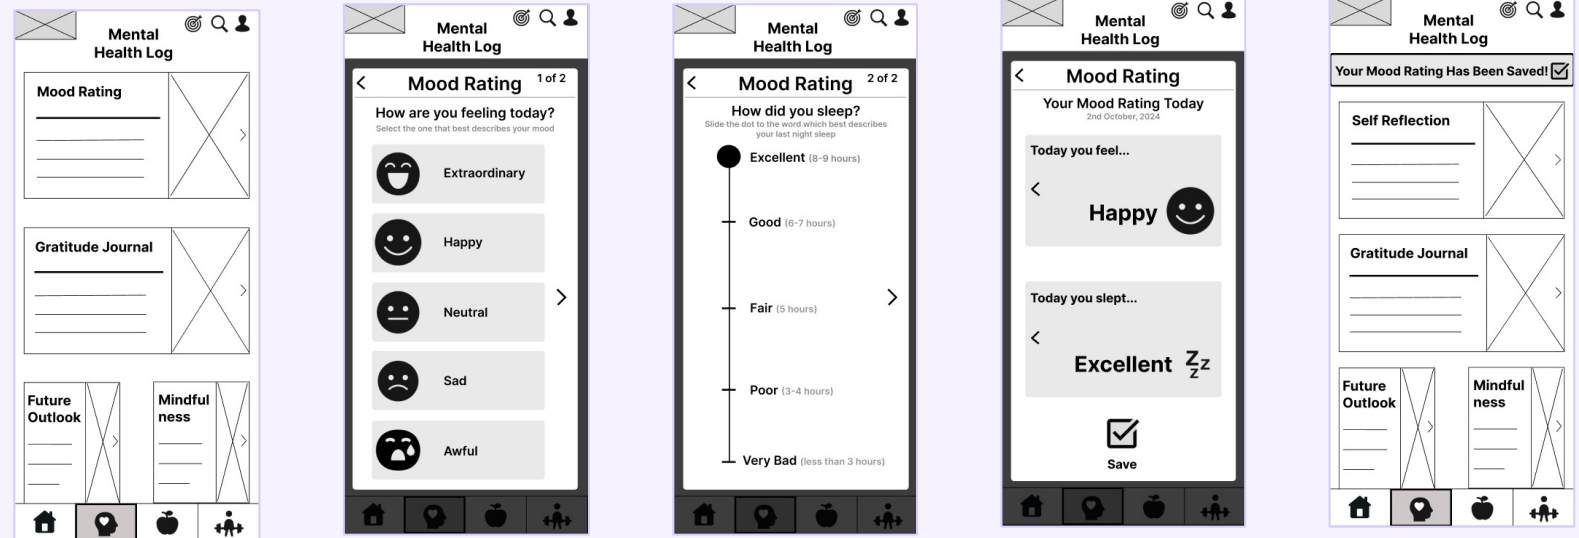 Mental
Health Log
Mood Rating
Gratitude Journal
Future
Outlook
Mindful
ness
Mental
Health Log
Mood Rating
1 of 2
How are you feeling today?
Select the one that best describes your mood
Extraordinary
Happy
Neutral
Sad
Awful
Mental
Health Log
Mood Rating
2 of 2
How did you sleep?
Slide the dot to the word which best describes
your last night sleep
Excellent (8-9 hours)
Good (6-7 hours)
Fair (5 hours)
Poor (3-4 hours)
Very Bad (less than 3 hours)
Mental
Health Log
Mood Rating
Your Mood Rating Today
2nd October, 2024
Today you feel...
Happy
Today you slept...
Excellent zzz
Save
Mental
Health Log
Your Mood Rating Has Been Saved!
Self Reflection
Gratitude Journal
Future
Outlook
Mindful
ness